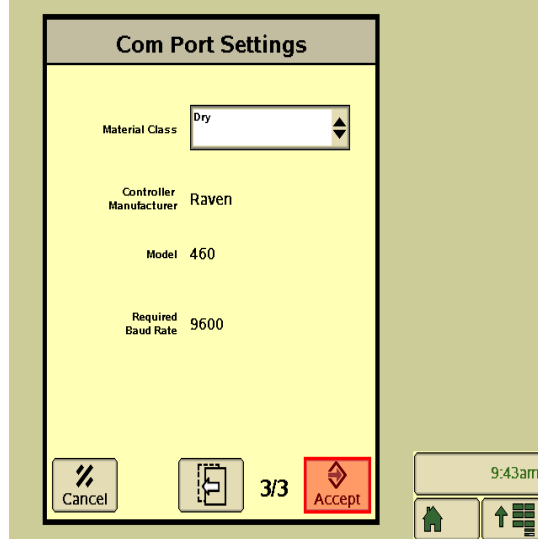 Com Port Settings
Material Class
Dry
Controller
Manufacturer
Raven
Model
460
Required
Baud Rate
9600
Cancel
3/3
Accept
9:43am